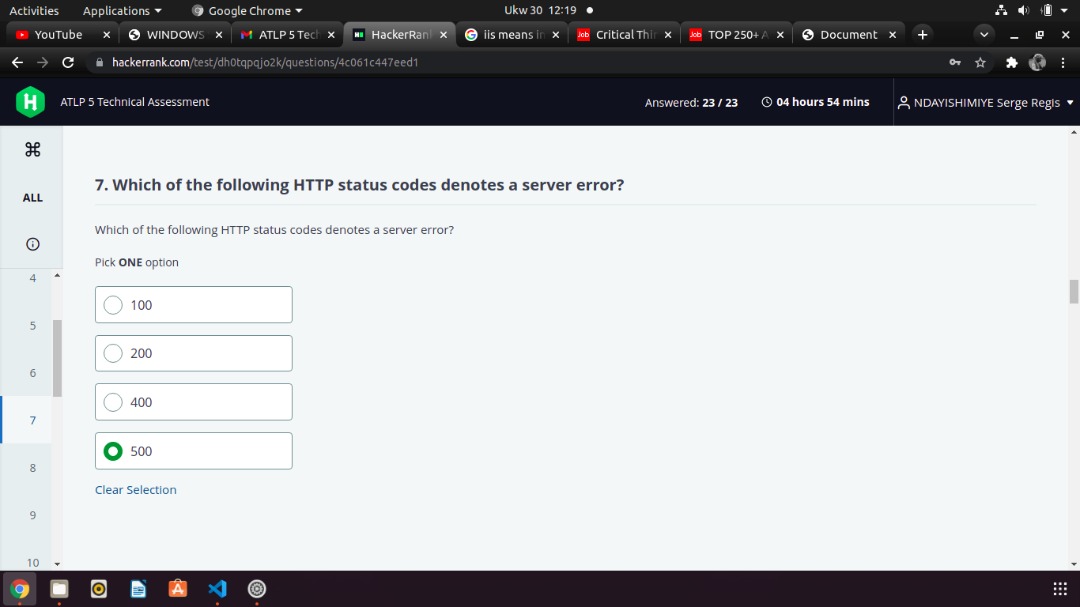 Activities Applications Google Chrome Ukw 30 12:19
YouTube WINDOWS ATLP 5 Tech HackerRan iis means in Critical Thin TOP 250+ A Document
hackerrank.com/test/dh0tqpqjo2k/questions/4c061c447eed1
H ATLP 5 Technical Assessment Answered: 23 / 23 04 hours 54 mins NDAYISHIMIYE Serge Regis
ALL
4
5
6
7
8
9
10
7. Which of the following HTTP status codes denotes a server error?
Which of the following HTTP status codes denotes a server error?
Pick ONE option
100
200
400
500
Clear Selection